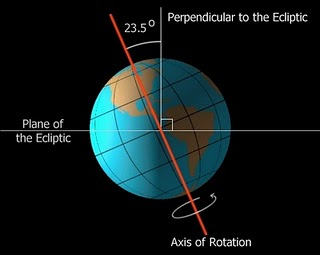 Perpendicular to the Ecliptic
23.5°
Plane of
the Ecliptic
Axis of Rotation